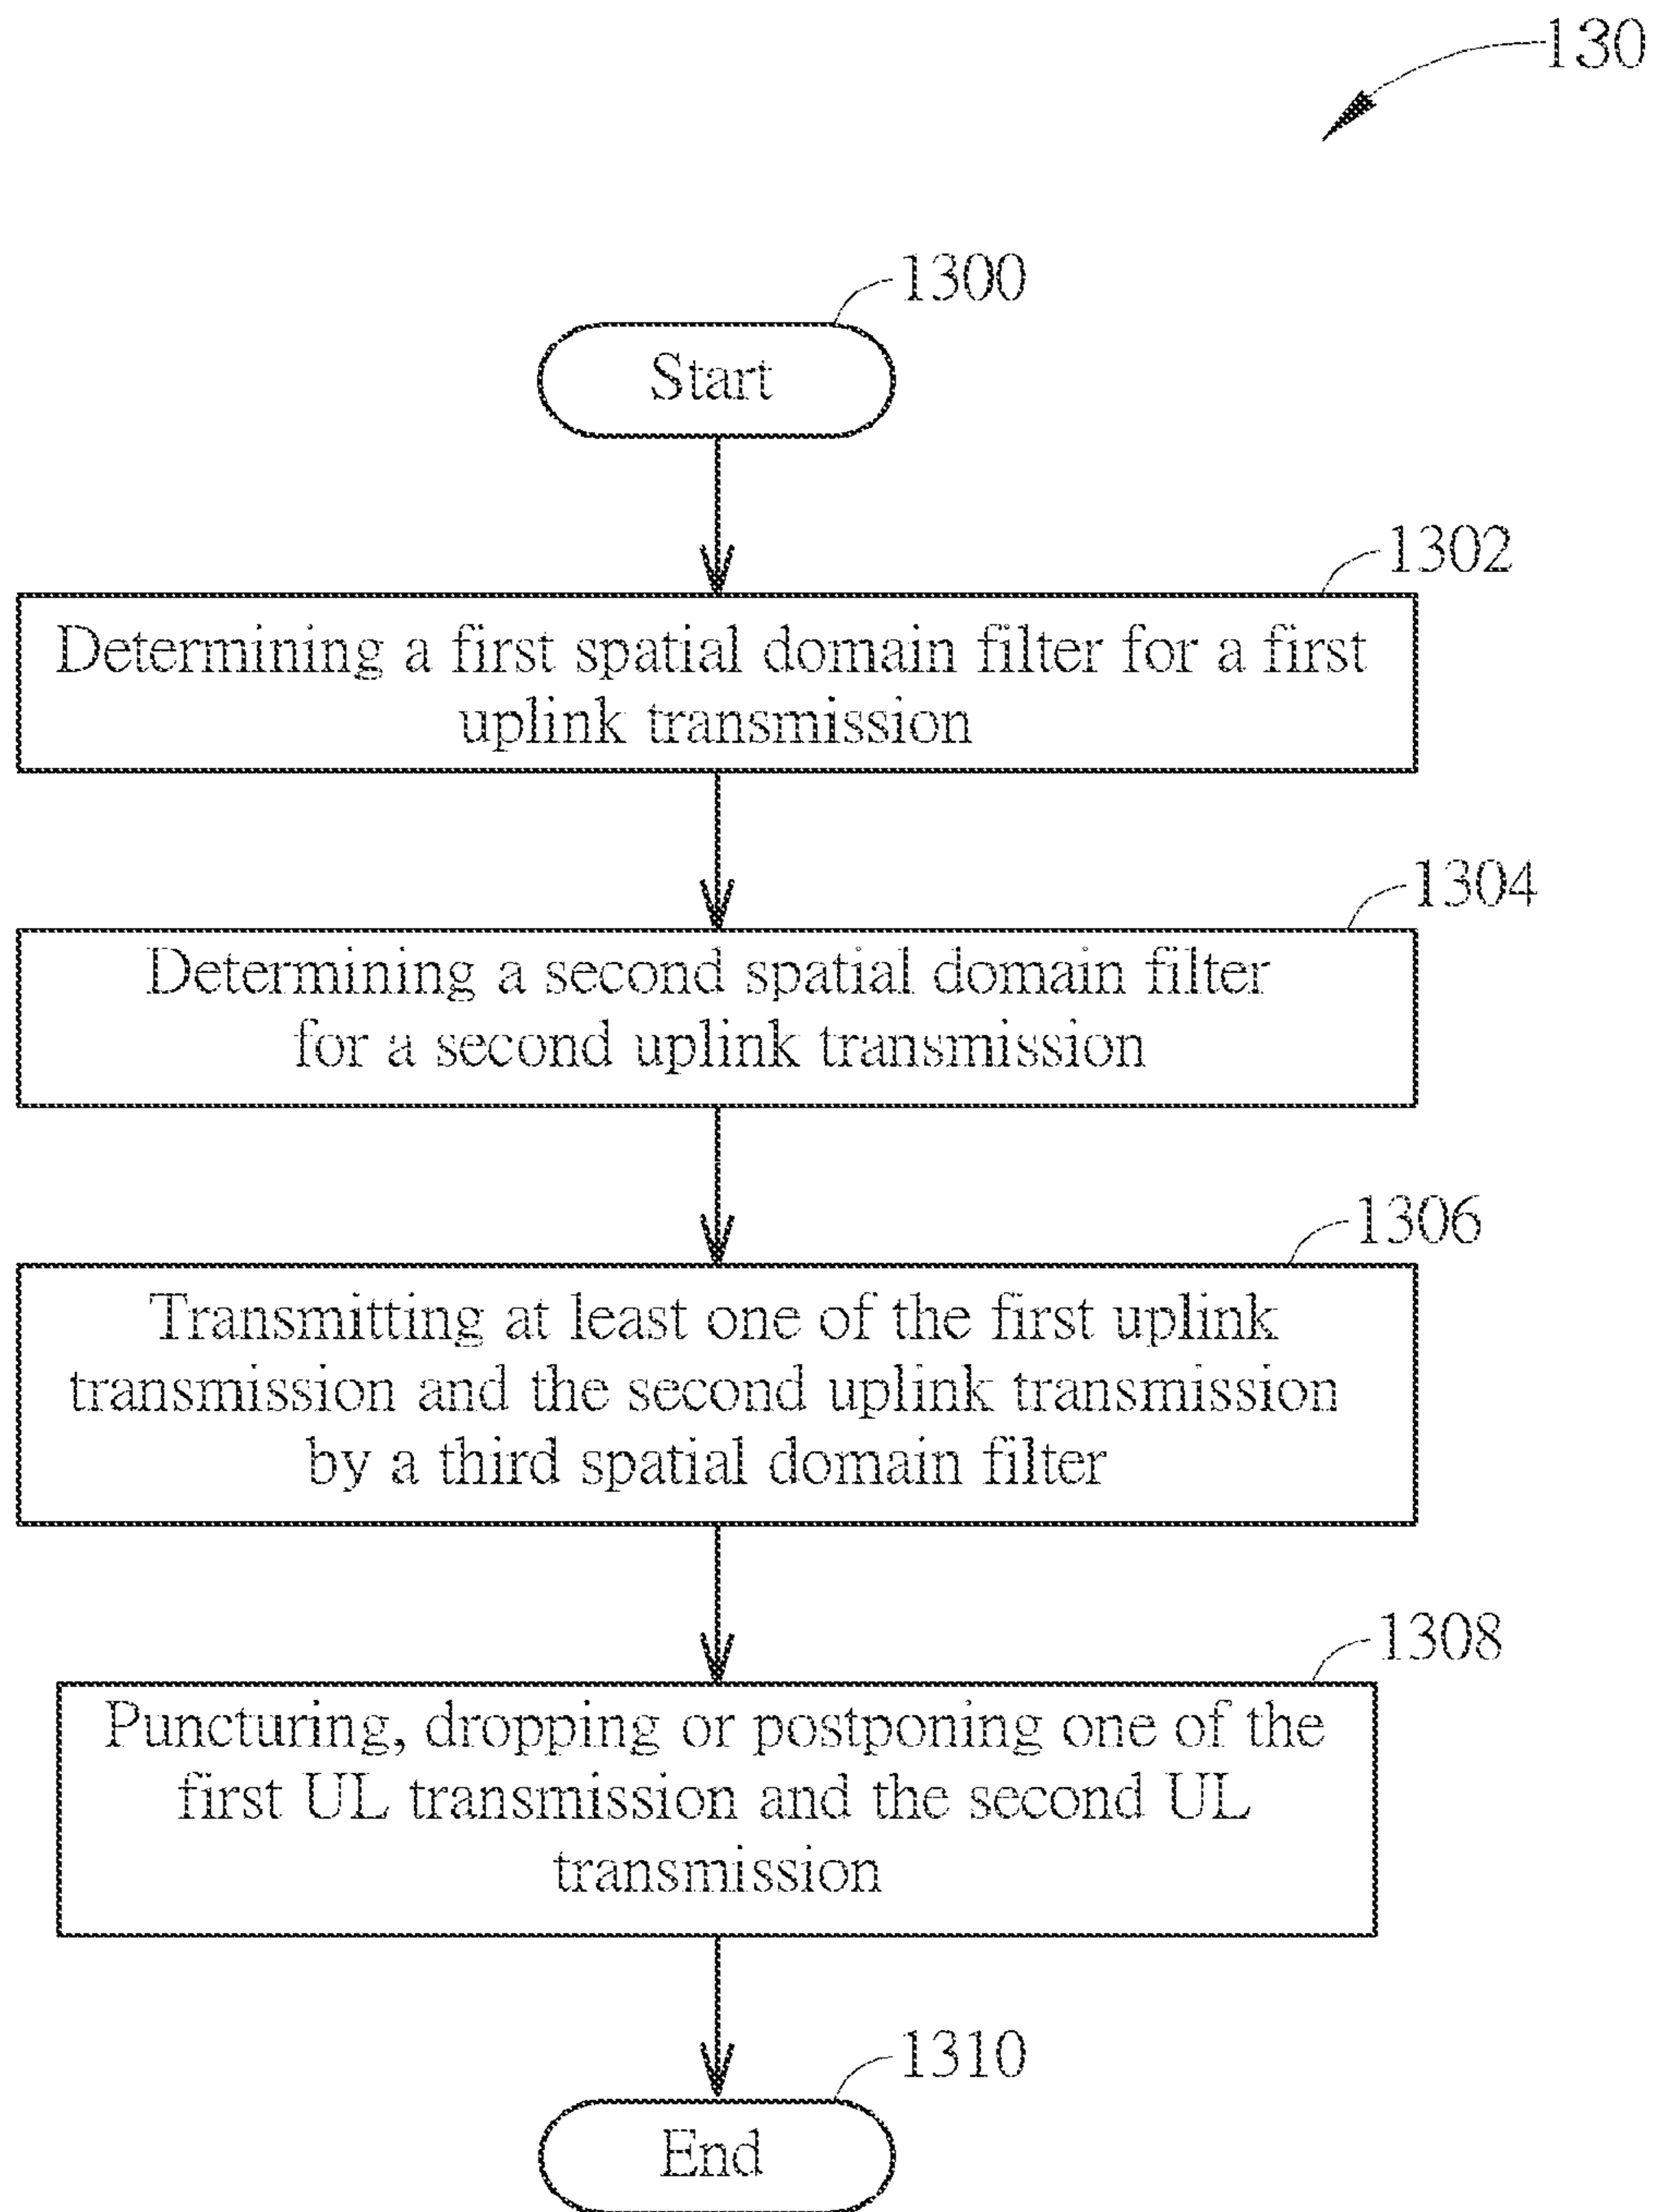 130
1300
Start
1302
Determining a first spatial domain filter for a first
uplink transmission
1304
Determining a second spatial domain filter
for a second uplink transmission
1306
Transmitting at least one of the first uplink
transmission and the second uplink transmission
by a third spatial domain filter
1308
Puncturing, dropping or postponing one of the
first UL transmission and the second UL
transmission
1310
End